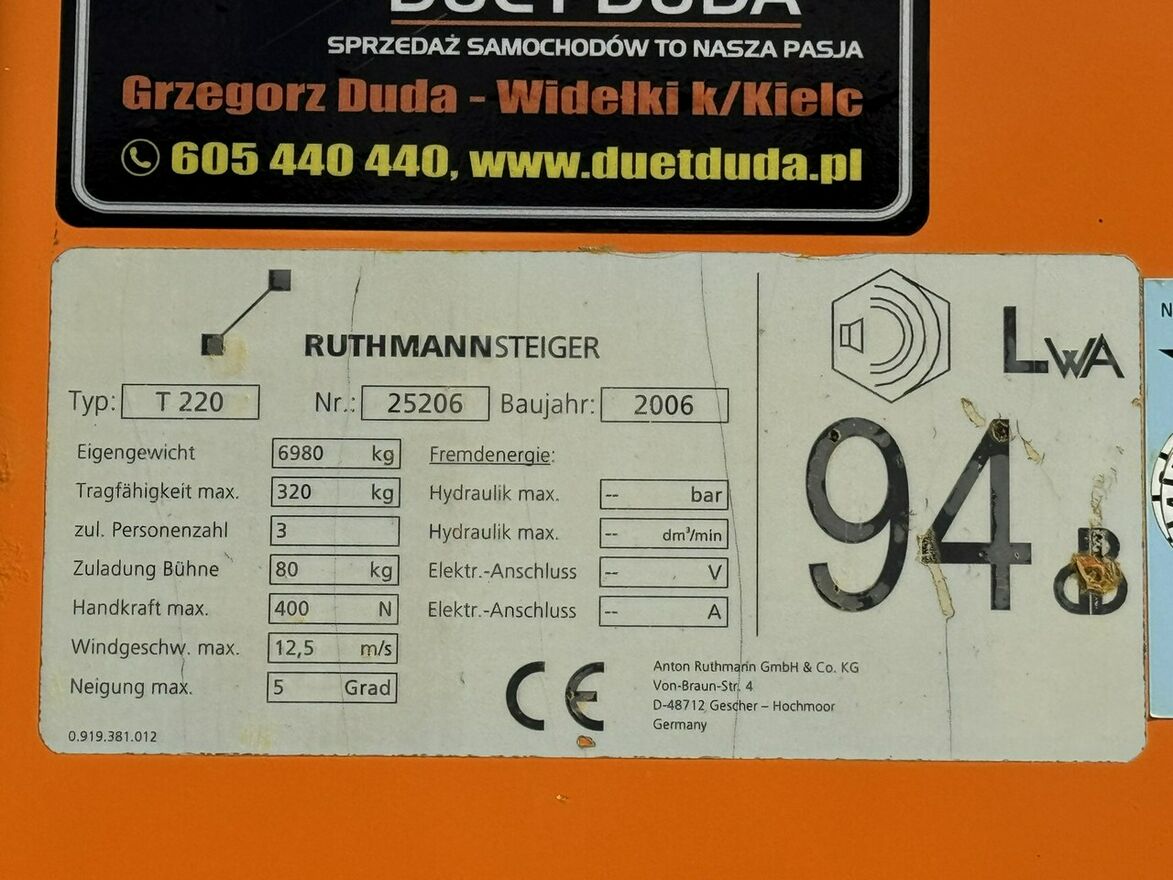 DUET DUDA
SPRZEDAŻ SAMOCHODÓW TO NASZA PASJA
Grzegorz Duda - Widełki k/Kielc
605 440 440, www.duetduda.pl
RUTHMANNSTEIGER
Typ: T 220 Nr.: 25206 Baujahr: 2006
Eigengewicht 6980 kg
Tragfähigkeit max. 320 kg
zul. Personenzahl 3
Zuladung Bühne 80 kg
Handkraft max. 400 N
Windgeschw. max. 12,5 m/s
Neigung max. 5 Grad
0.919.381.012
Fremdenergie:
Hydraulik max. -- bar
Hydraulik max. -- dm³/min
Elektr.-Anschluss -- V
Elektr.-Anschluss -- A
CE
Anton Ruthmann GmbH & Co. KG
Von-Braun-Str. 4
D-48712 Gescher – Hochmoor
Germany
LWA
94 dB
N